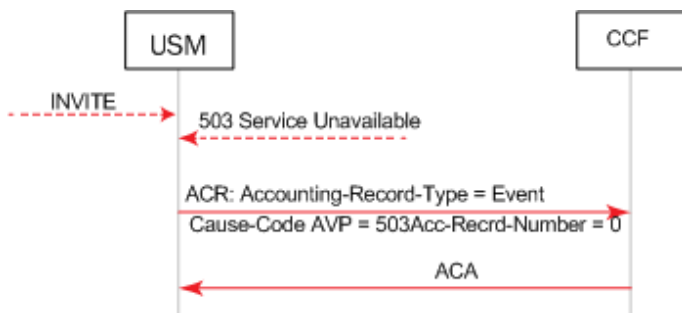 USM
CCF
INVITE
503 Service Unavailable
ACR: Accounting-Record-Type = Event
Cause-Code AVP = 503Acc-Recrd-Number = 0
ACA